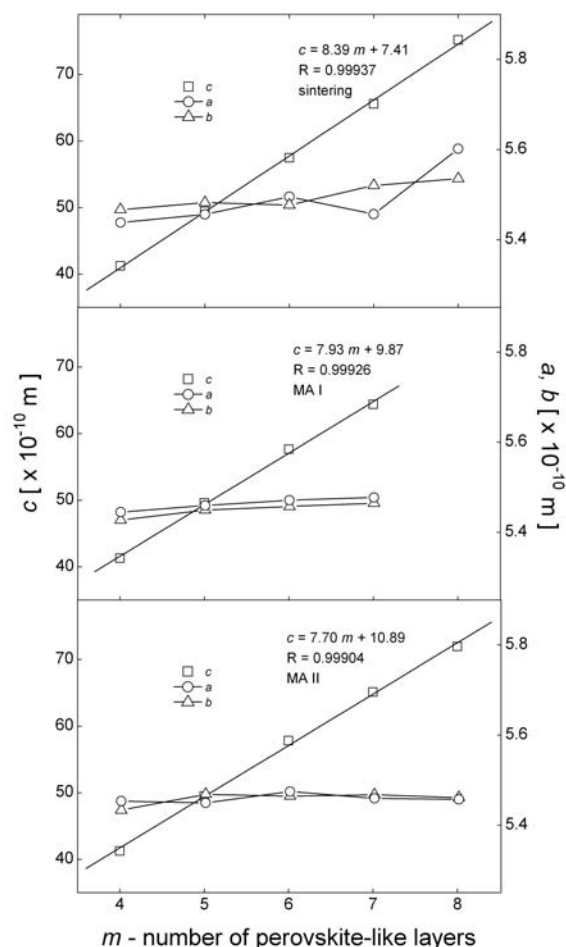 c = 8.39 m + 7.41
R = 0.99937
sintering
c
a
b
70
60
50
40
5.8
5.6
5.4
c = 7.93 m + 9.87
R = 0.99926
MA I
c
a
b
70
60
50
40
5.8
5.6
5.4
c [ x 10⁻¹⁰ m ]
a, b [ x 10⁻¹⁰ m ]
c = 7.70 m + 10.89
R = 0.99904
MA II
c
a
b
70
60
50
40
5.8
5.6
5.4
4 5 6 7 8
m - number of perovskite-like layers